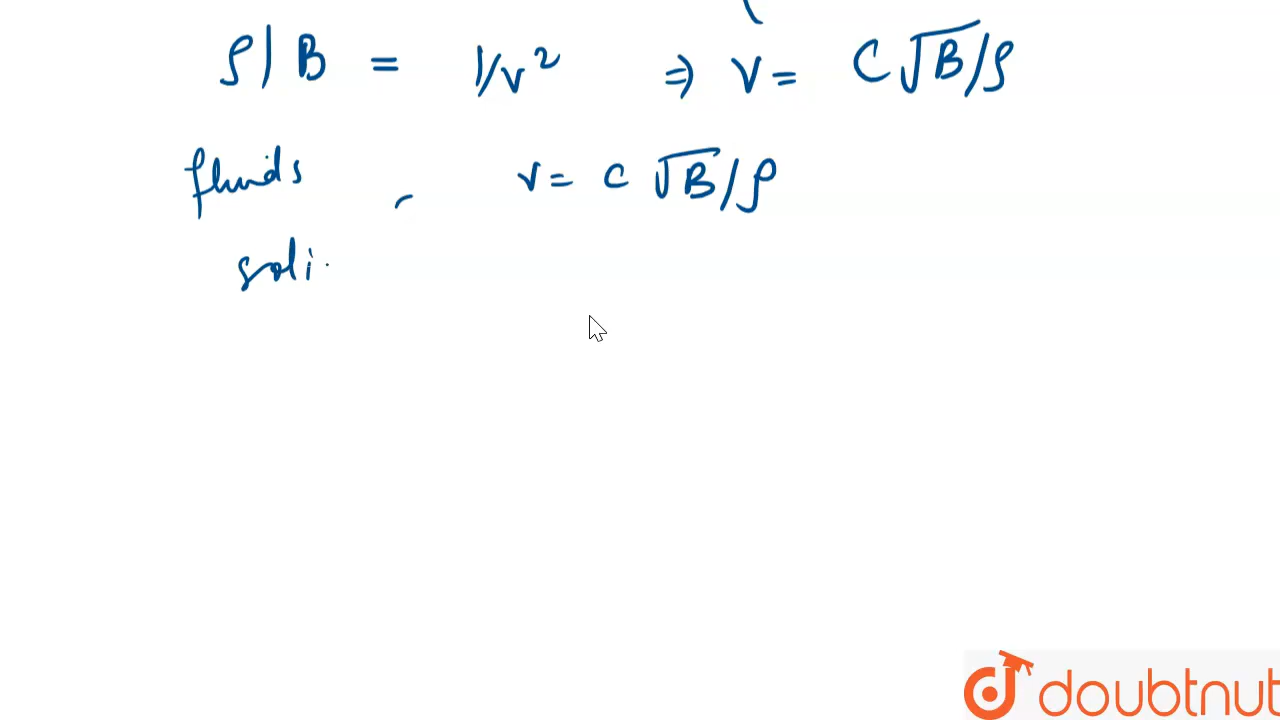 ρ/B = 1/v² ⇒ v = C√B/ρ
fluids, v = C√B/ρ
soli
doubtnut